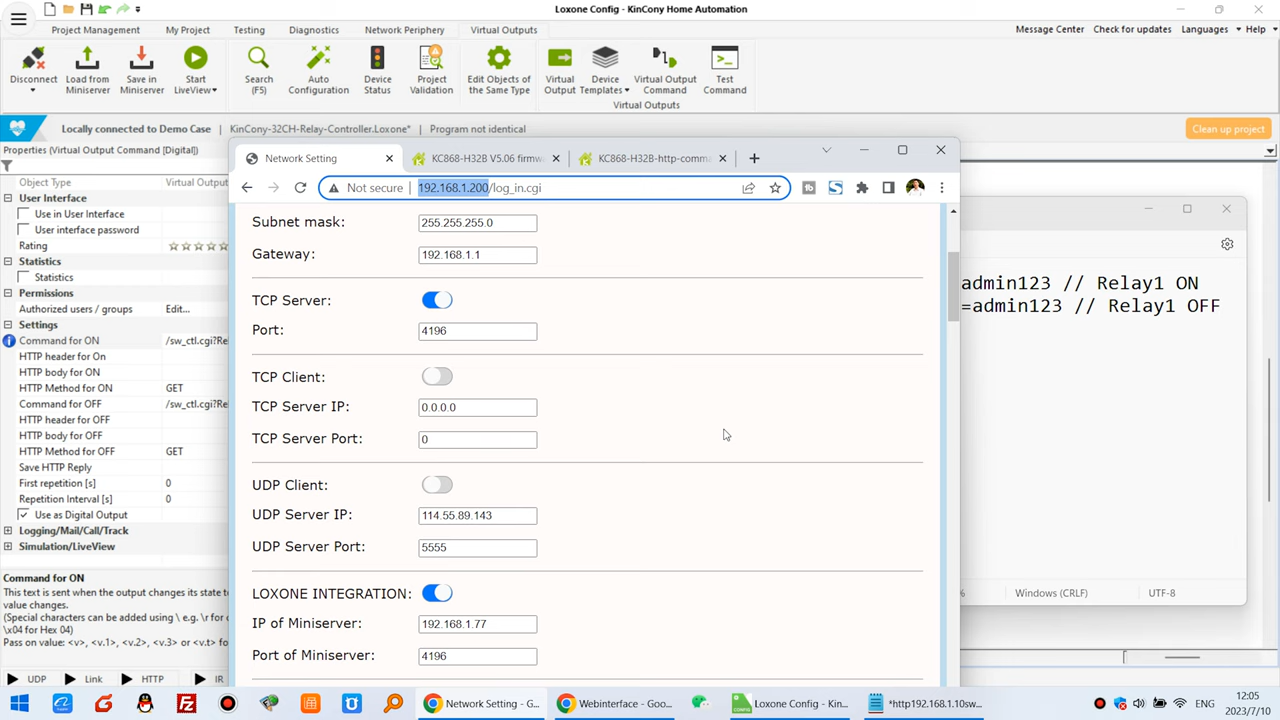 Loxone Config - KinCony Home Automation
Project Management My Project Testing Diagnostics Network Periphery Virtual Outputs
Message Center Check for updates Languages Help
Disconnect
Load from Miniserver
Save in Miniserver
Start LiveView
Search (F5)
Auto Configuration
Device Status
Project Validation
Edit Objects of the Same Type
Virtual Output
Device Templates
Virtual Output Command
Test Command
Virtual Outputs
Locally connected to Demo Case KinCony-32CH-Relay-Controller.Loxone* Program not identical
Clean up project
Properties (Virtual Output Command [Digital])
Object Type Virtual Outpu
User Interface
Use in User Interface
User interface password
Rating
Statistics
Statistics
Permissions
Authorized users / groups Edit...
Settings
Command for ON /sw_ctl.cgi?Re
HTTP header for On
HTTP body for ON
HTTP Method for ON GET
Command for OFF /sw_ctl.cgi?Re
HTTP header for OFF
HTTP body for OFF
HTTP Method for OFF GET
Save HTTP Reply
First repetition [s] 0
Repetition Interval [s] 0
Use as Digital Output
Logging/Mail/Call/Track
Simulation/LiveView
Command for ON
This text is sent when the output changes its state to
value changes.
(Special characters can be added using \ e.g. \r for c
\x04 for Hex 04)
Pass on value: <v>, <v.1>, <v.2>, <v.3> or <v.t> for t
UDP Link HTTP IR
Network Setting
KC868-H32B V5.06 firmw
KC868-H32B-http-comma
Not secure 192.168.1.200/log_in.cgi
Subnet mask: 255.255.255.0
Gateway: 192.168.1.1
TCP Server:
Port: 4196
TCP Client:
TCP Server IP: 0.0.0.0
TCP Server Port: 0
UDP Client:
UDP Server IP: 114.55.89.143
UDP Server Port: 5555
LOXONE INTEGRATION:
IP of Miniserver: 192.168.1.77
Port of Miniserver: 4196
admin123 // Relay1 ON
=admin123 // Relay1 OFF
% Windows (CRLF) UTF-8
Network Setting - G...
Webinterface - Goo...
Loxone Config - Kin...
*http192.168.1.10sw...
ENG
12:05
2023/7/10